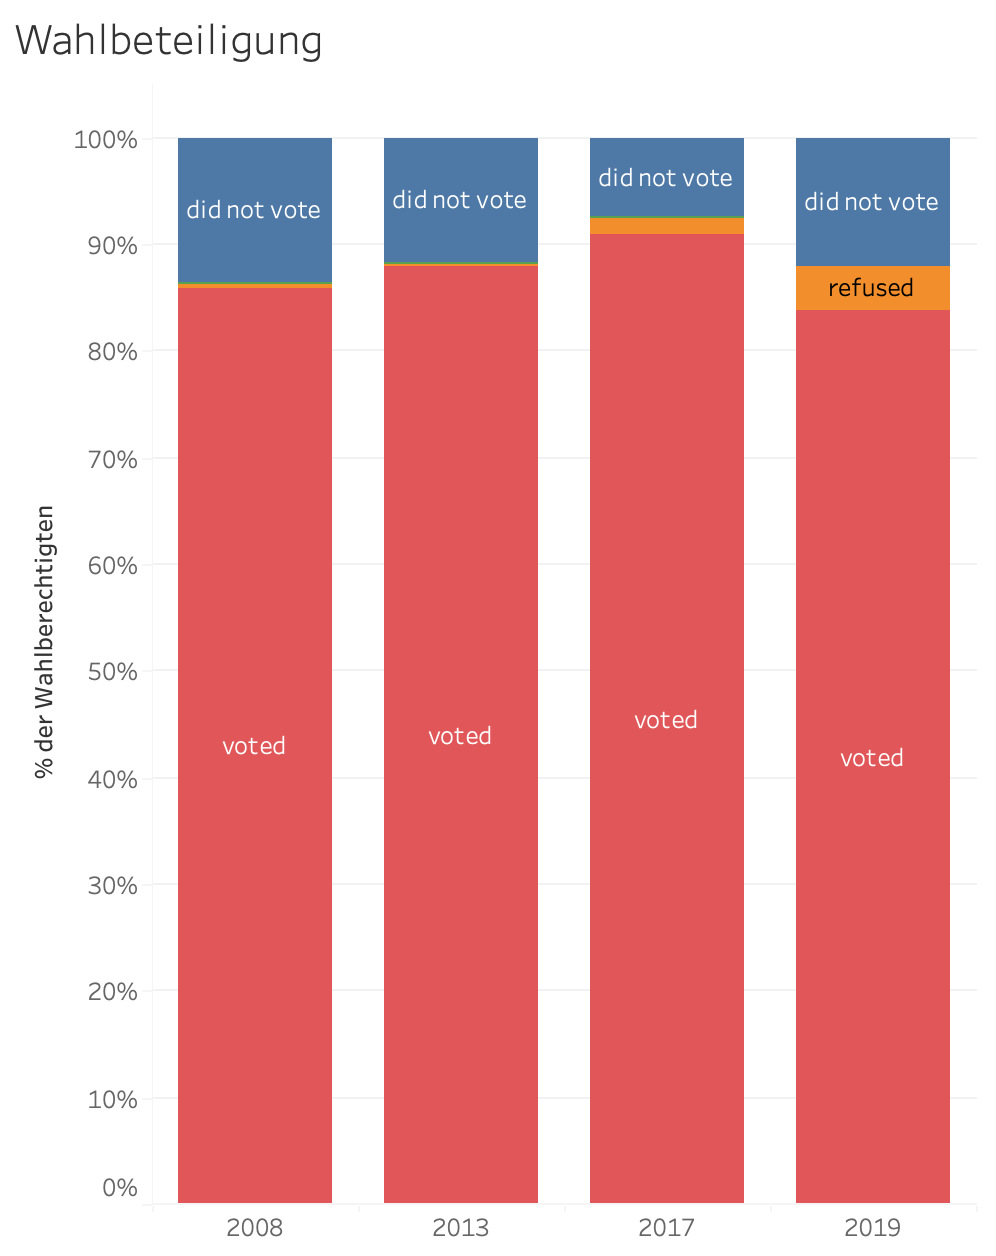 Wahlbeteiligung
% der Wahlberechtigten
100%
90%
80%
70%
60%
50%
40%
30%
20%
10%
0%
did not vote
did not vote
did not vote
did not vote
refused
voted
voted
voted
voted
2008
2013
2017
2019